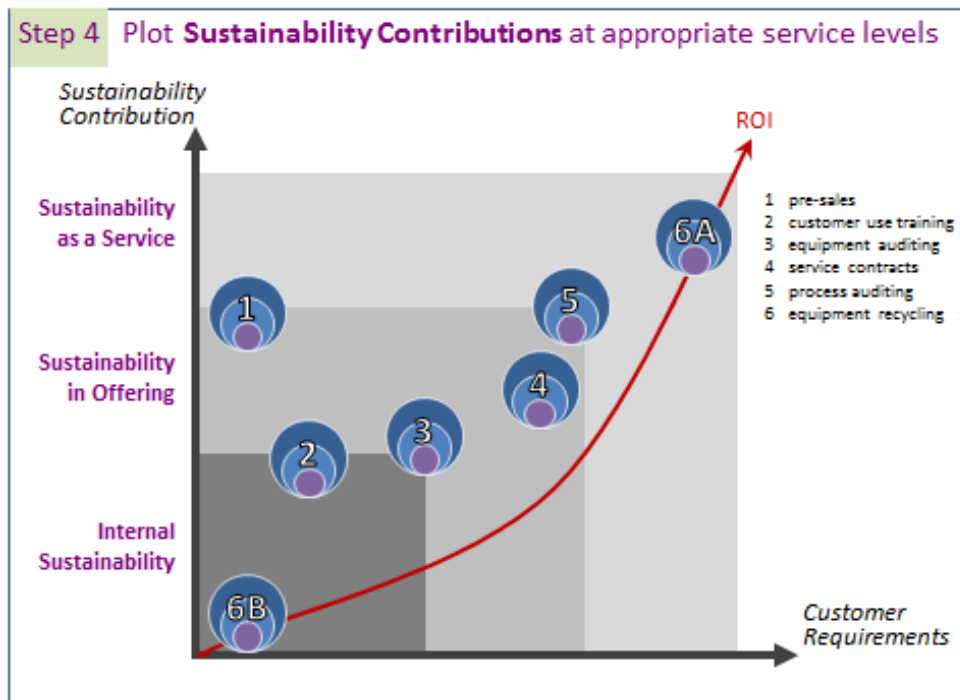 Step 4 Plot Sustainability Contributions at appropriate service levels
Sustainability
Contribution
ROI
Sustainability
as a Service
Sustainability
in Offering
Internal
Sustainability
1
2
3
4
5
6A
6B
1 pre-sales
2 customer use training
3 equipment auditing
4 service contracts
5 process auditing
6 equipment recycling
Customer
Requirements